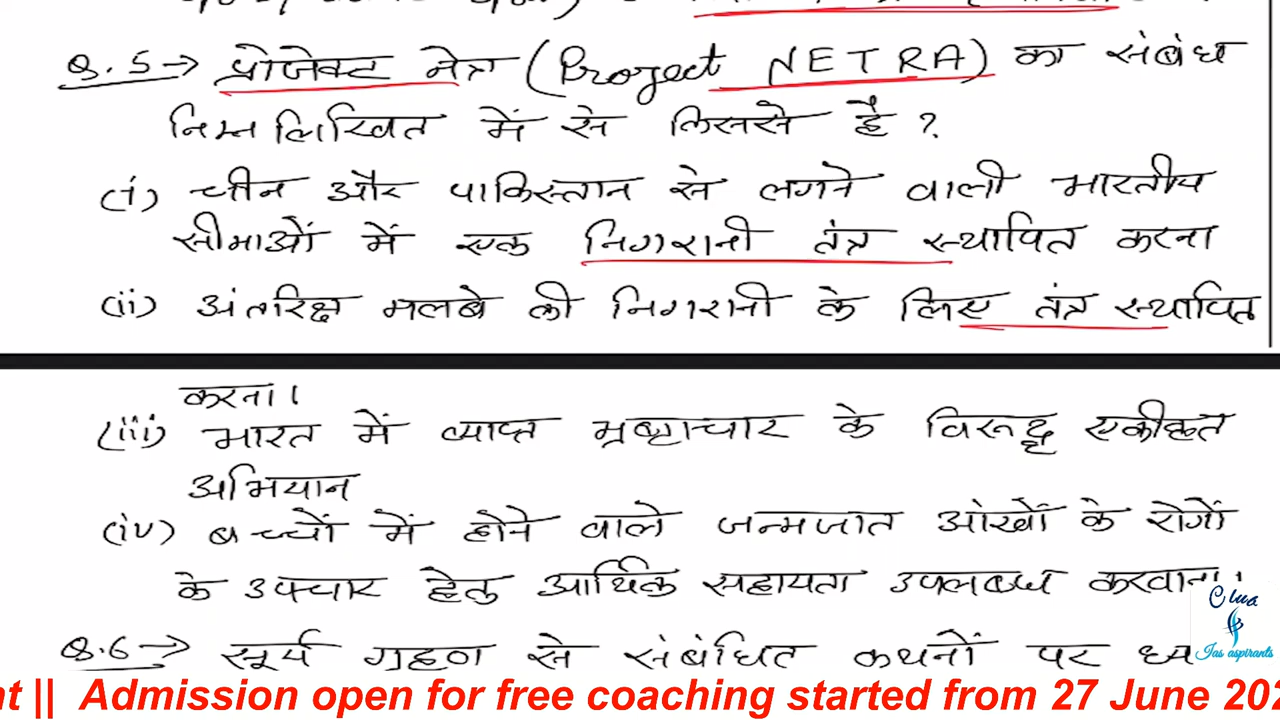 Q.5→ प्रोजेक्ट नेत्रा (Project NETRA) का संबंध
निम्नलिखित में से किससे है?
(i) चीन और पाकिस्तान से लगने वाली भारतीय
सीमाओं में एक निगरानी तंत्र स्थापित करना
(ii) अंतरिक्ष मलबे की निगरानी के लिए तंत्र स्थापित
करना।
(iii) भारत में व्याप्त भ्रष्टाचार के विरूद्ध एकीकृत
अभियान
(iv) बच्चों में होने वाले जन्मजात आंखों के रोगों
के उपचार हेतु आर्थिक सहायता उपलब्ध करवाना।
Q.6→ सूर्य ग्रहण से संबंधित कथनों पर ध्य
Ias aspirants
nt || Admission open for free coaching started from 27 June 202